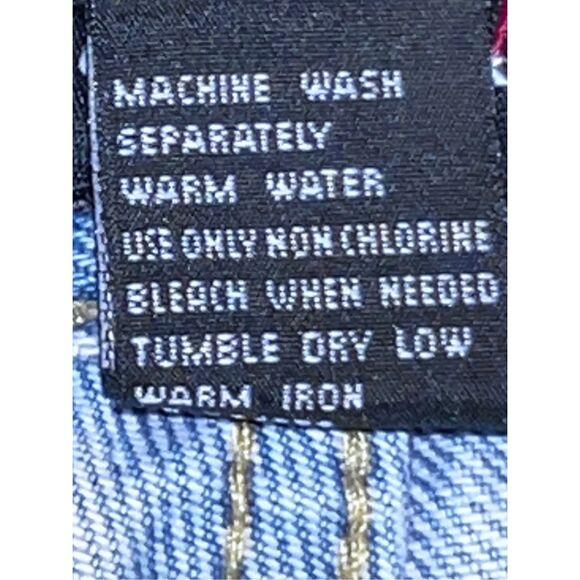 MACHINE WASH
SEPARATELY
WARM WATER
USE ONLY NON CHLORINE
BLEACH WHEN NEEDED
TUMBLE DRY LOW
WARM IRON